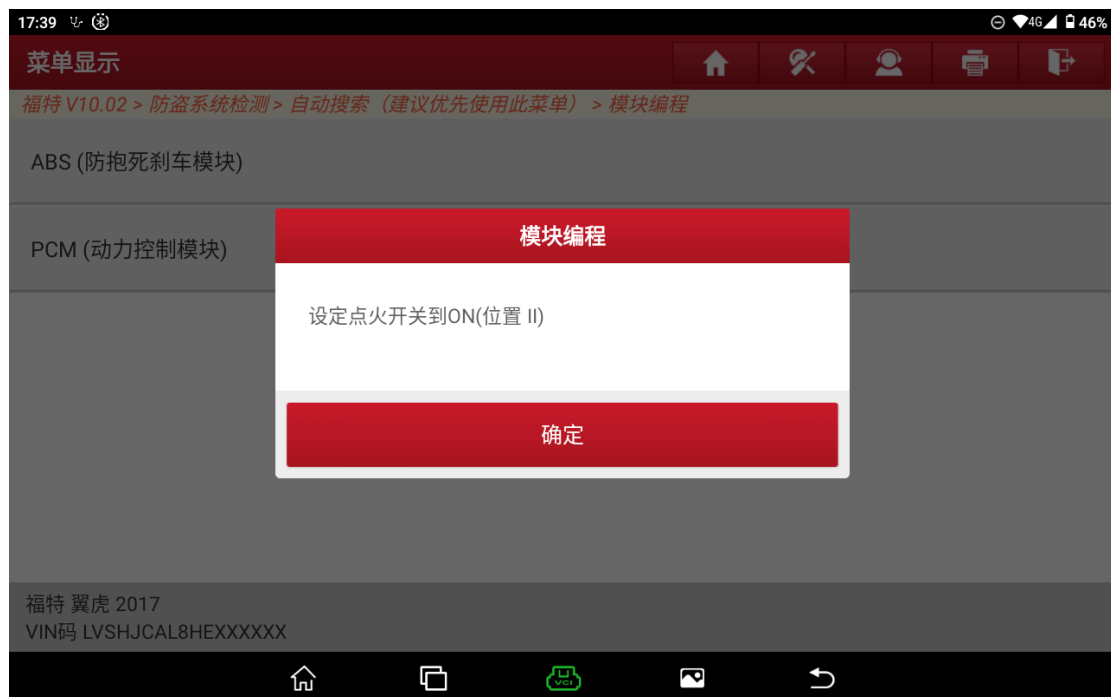 17:39 4G 46%
菜单显示
福特 V10.02 > 防盗系统检测 > 自动搜索（建议优先使用此菜单） > 模块编程
ABS (防抱死刹车模块)
PCM (动力控制模块)
模块编程
设定点火开关到ON(位置 II)
确定
福特 翼虎 2017
VIN码 LVSHJCAL8HEXXXXXX
VCI